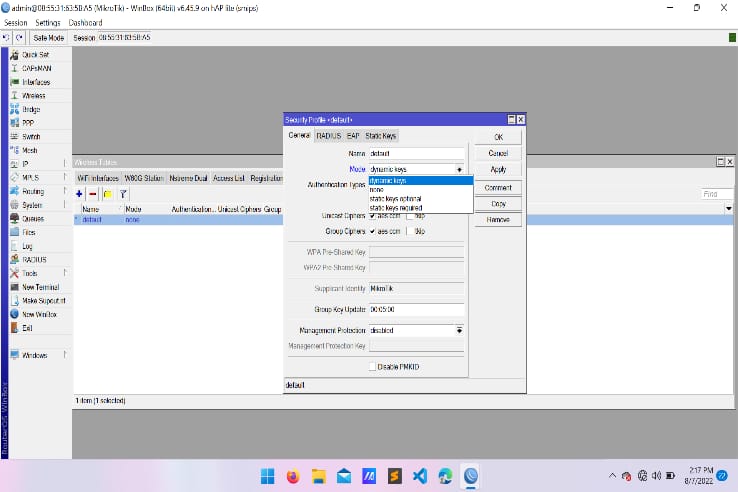 admin@08:55:31:63:5B:A5 (MikroTik) - WinBox (64bit) v6.45.9 on hAP lite (smips)
Session Settings Dashboard
Safe Mode Session: 08:55:31:63:5B:A5
Quick Set
CAPsMAN
Interfaces
Wireless
Bridge
PPP
Switch
Mesh
IP
MPLS
Routing
System
Queues
Files
Log
RADIUS
Tools
New Terminal
Make Supout.rif
New WinBox
Exit
Windows
RouterOS WinBox
Wireless Tables
WiFi Interfaces W60G Station Nstreme Dual Access List Registration
Find
Name Mode Authentication... Unicast Ciphers Group
* default none
1 item (1 selected)
Security Profile <default>
General RADIUS EAP Static Keys
Name: default
Mode: dynamic keys
dynamic keys
none
static keys optional
static keys required
Authentication Types
Unicast Ciphers: aes ccm tkip
Group Ciphers: aes ccm tkip
WPA Pre-Shared Key:
WPA2 Pre-Shared Key:
Supplicant Identity: MikroTik
Group Key Update: 00:05:00
Management Protection: disabled
Management Protection Key:
Disable PMKID
default
OK
Cancel
Apply
Comment
Copy
Remove
2:17 PM
8/7/2022